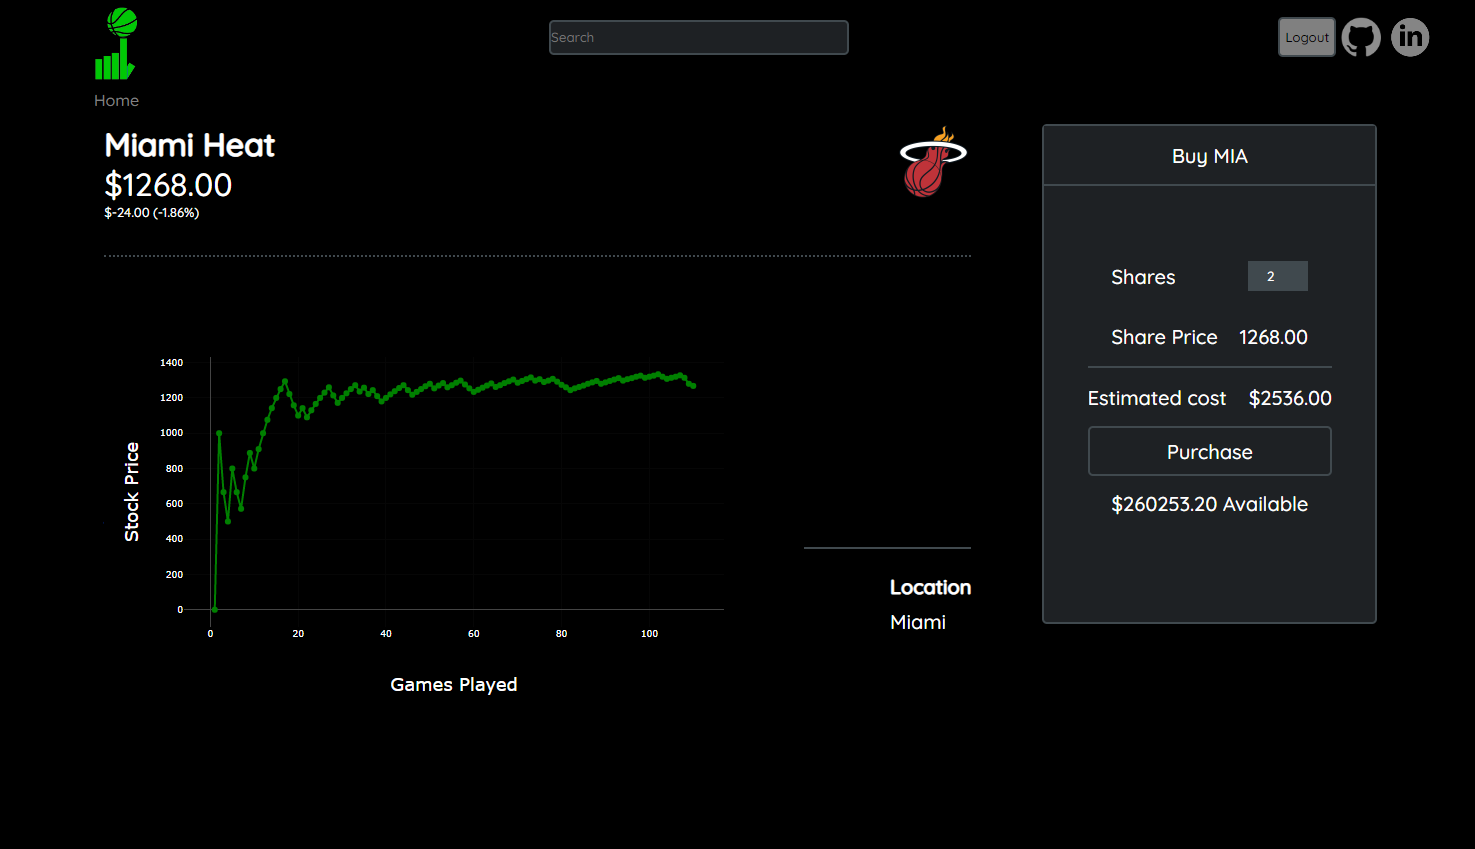 Search
Logout
in
Home
Miami Heat
$1268.00
$-24.00 (-1.86%)
Buy MIA
Shares 2
Share Price 1268.00
Estimated cost $2536.00
Purchase
$260253.20 Available
Stock Price
1400
1200
1000
800
600
400
200
0
0 20 40 60 80 100
Games Played
Location
Miami